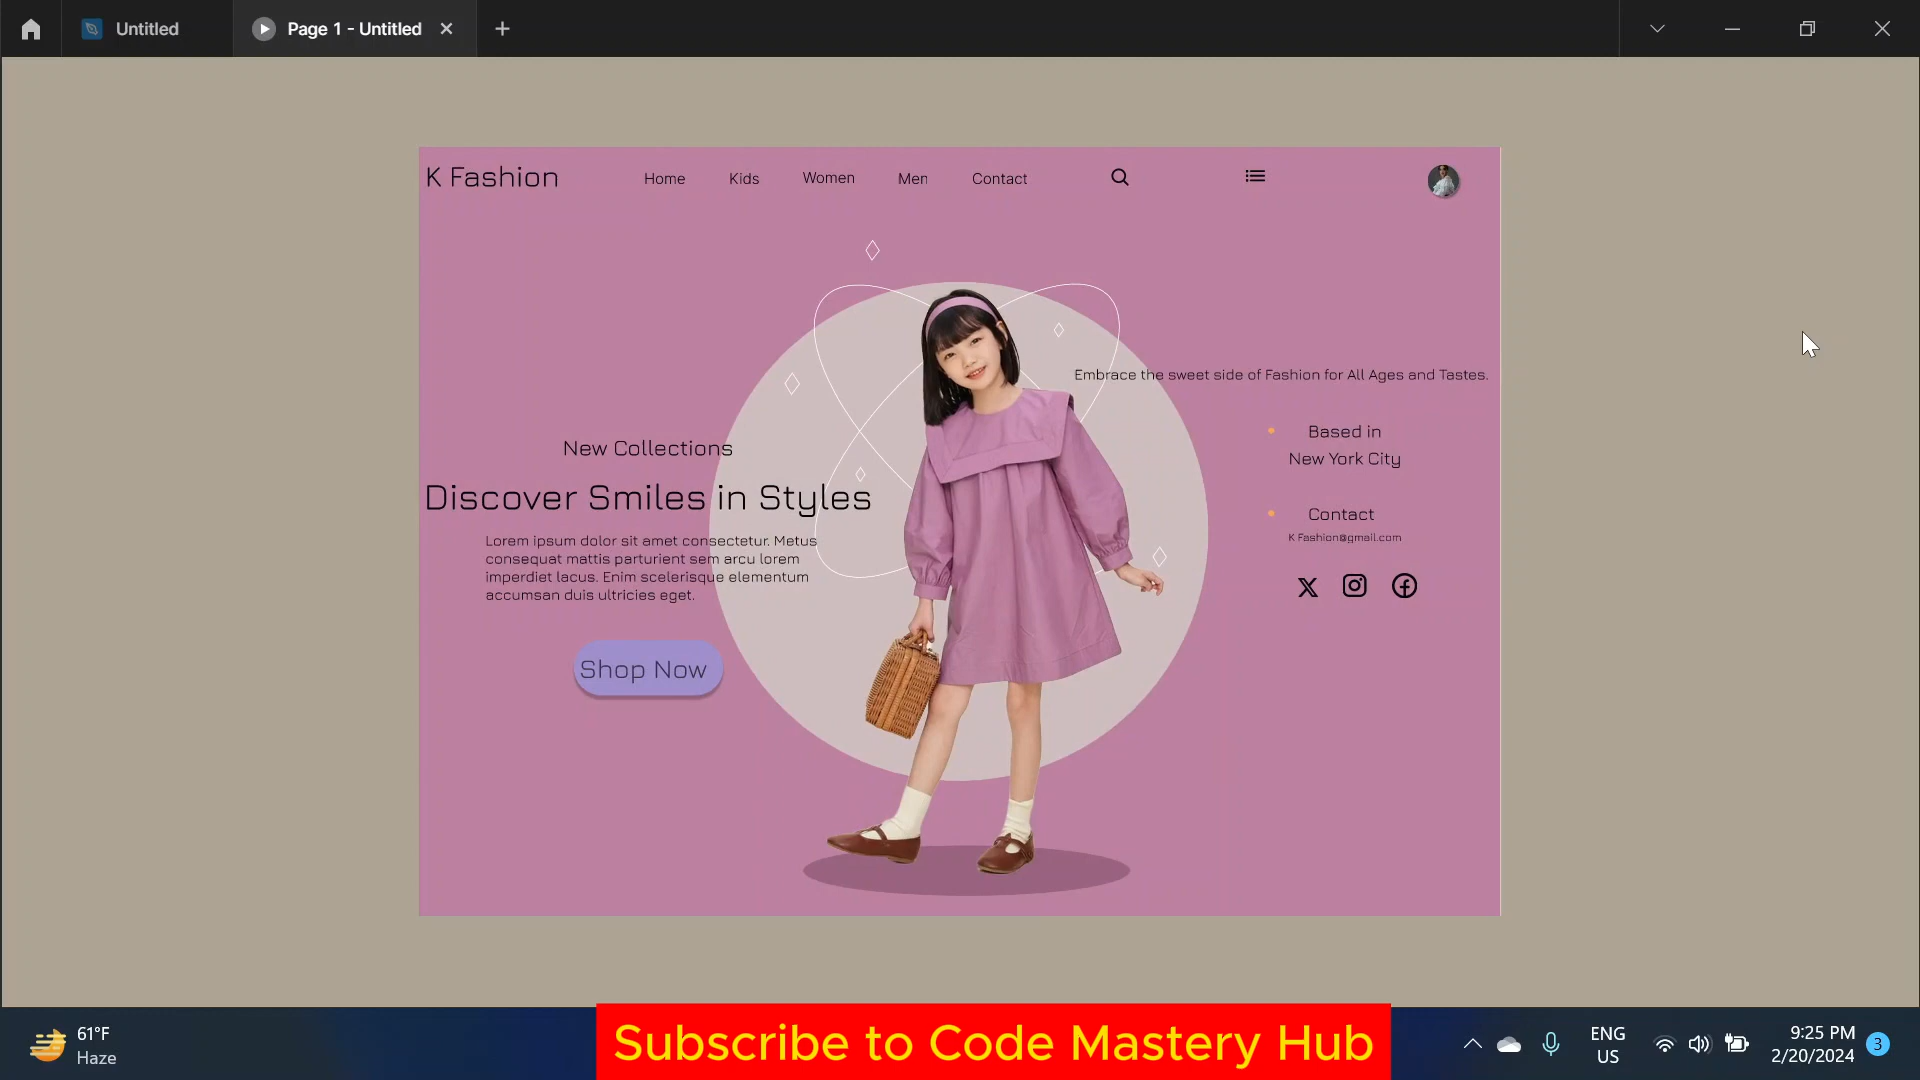 Untitled
Page 1 - Untitled
K Fashion
Home
Kids
Women
Men
Contact
Embrace the sweet side of Fashion for All Ages and Tastes.
New Collections
Discover Smiles in Styles
Lorem ipsum dolor sit amet consectetur. Metus
consequat mattis parturient sem arcu lorem
imperdiet lacus. Enim scelerisque elementum
accumsan duis ultricies eget.
Shop Now
Based in
New York City
Contact
K Fashion@gmail.com
61°F
Haze
Subscribe to Code Mastery Hub
ENG
US
9:25 PM
2/20/2024
3